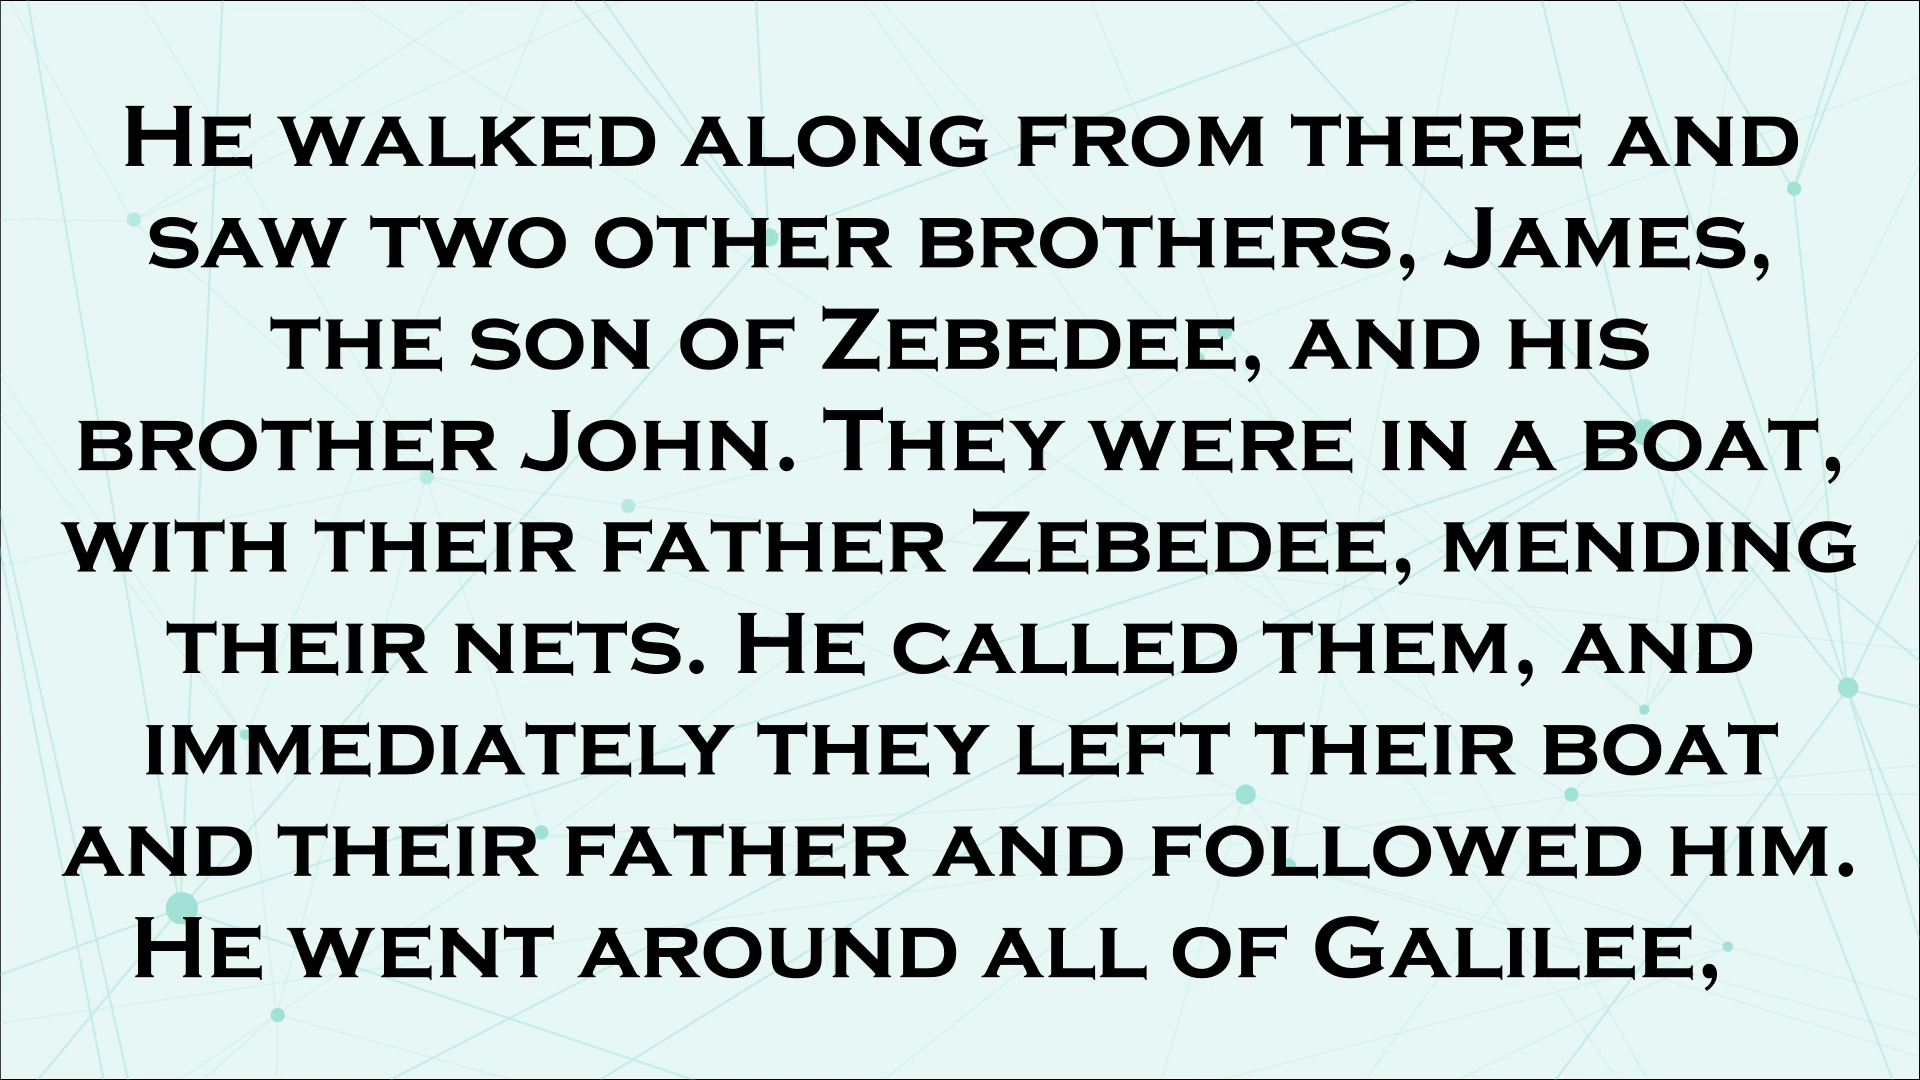 He walked along from there and
saw two other brothers, James,
the son of Zebedee, and his
brother John. They were in a boat,
with their father Zebedee, mending
their nets. He called them, and
immediately they left their boat
and their father and followed him.
He went around all of Galilee,